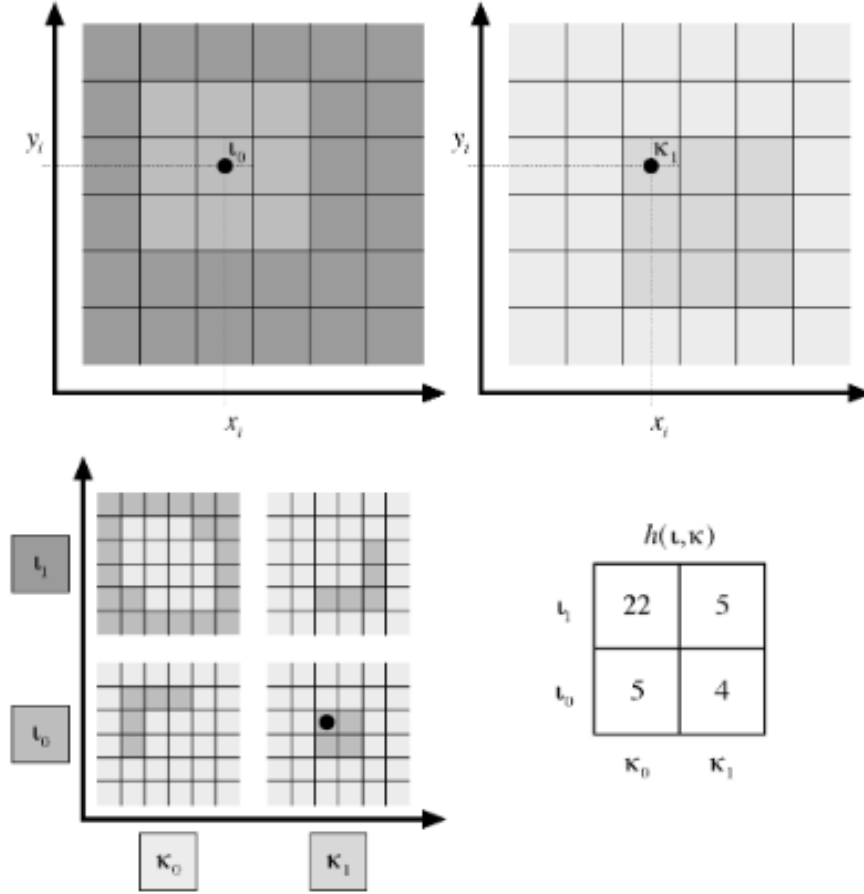 y_i ι_0
x_i
y_i κ_1
x_i
ι_1
ι_0
κ_0 κ_1
h(ι,κ)
ι_1 22 5
ι_0 5 4
κ_0 κ_1